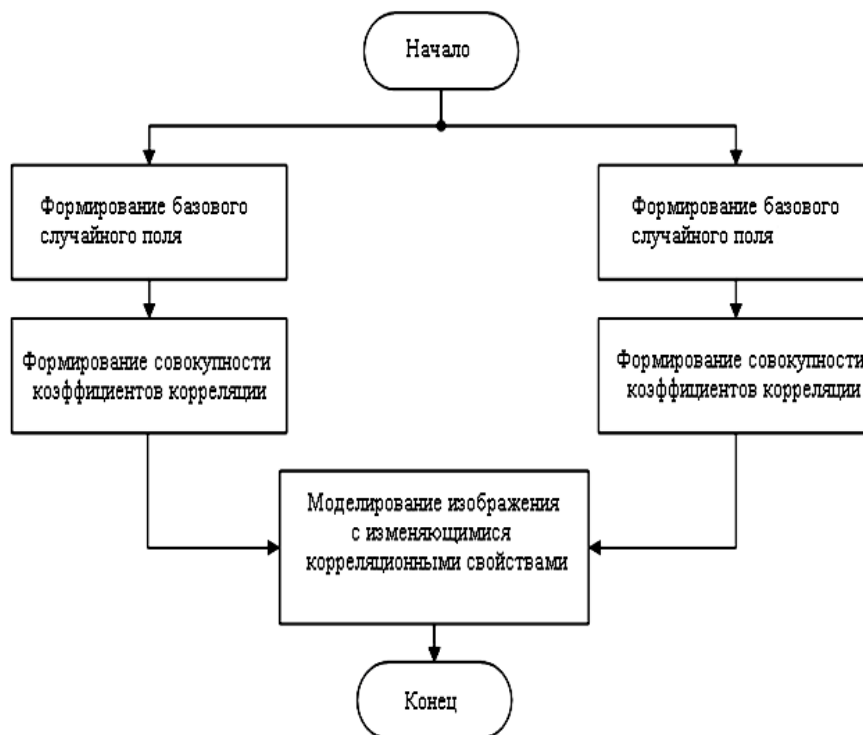 Начало
Формирование базового
случайного поля
Формирование базового
случайного поля
Формирование совокупности
коэффициентов корреляции
Формирование совокупности
коэффициентов корреляции
Моделирование изображения
с изменяющимися
корреляционными свойствами
Конец